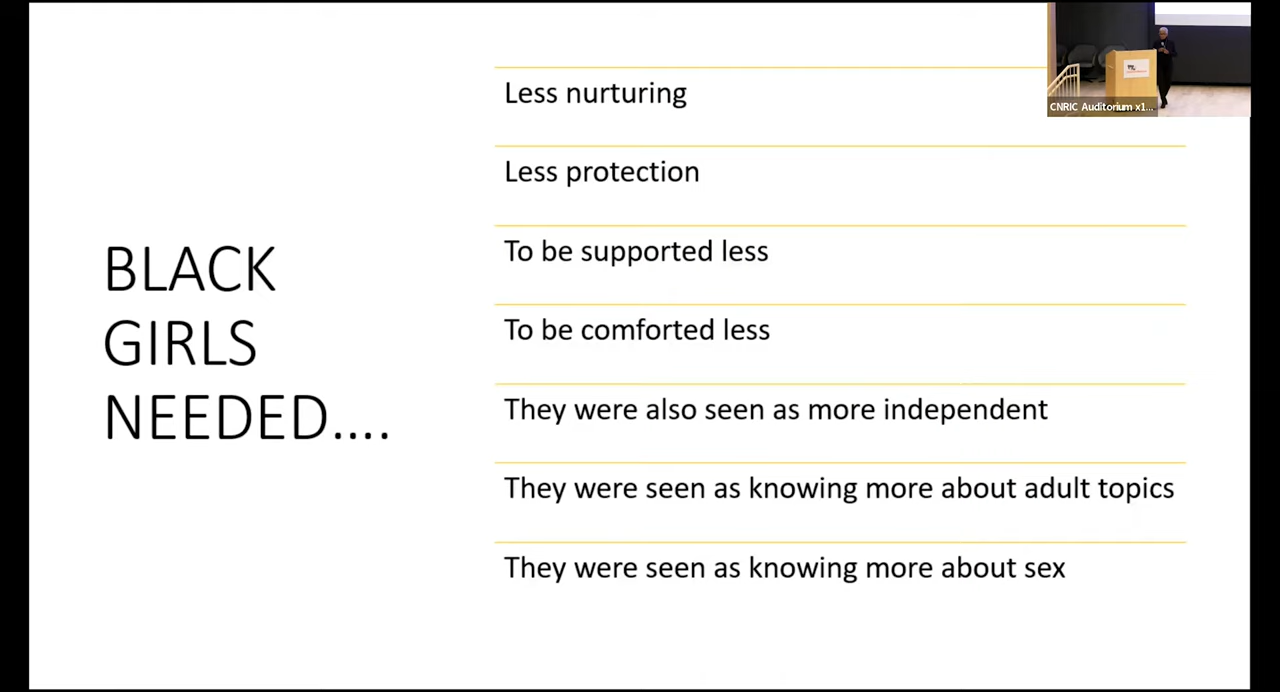 BLACK
GIRLS
NEEDED....
Less nurturing
Less protection
To be supported less
To be comforted less
They were also seen as more independent
They were seen as knowing more about adult topics
They were seen as knowing more about sex
CNRIC Auditorium x1...